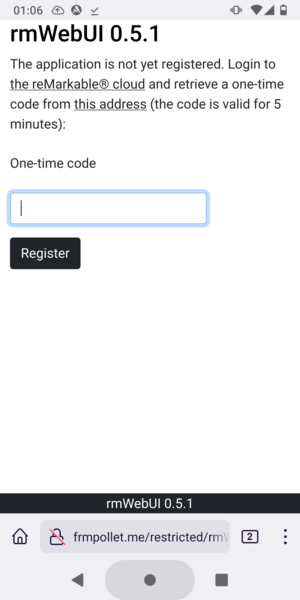 01:06
rmWebUI 0.5.1
The application is not yet registered. Login to
the reMarkable® cloud and retrieve a one-time
code from this address (the code is valid for 5
minutes):
One-time code
Register
rmWebUI 0.5.1
frmpollet.me/restricted/rm
2